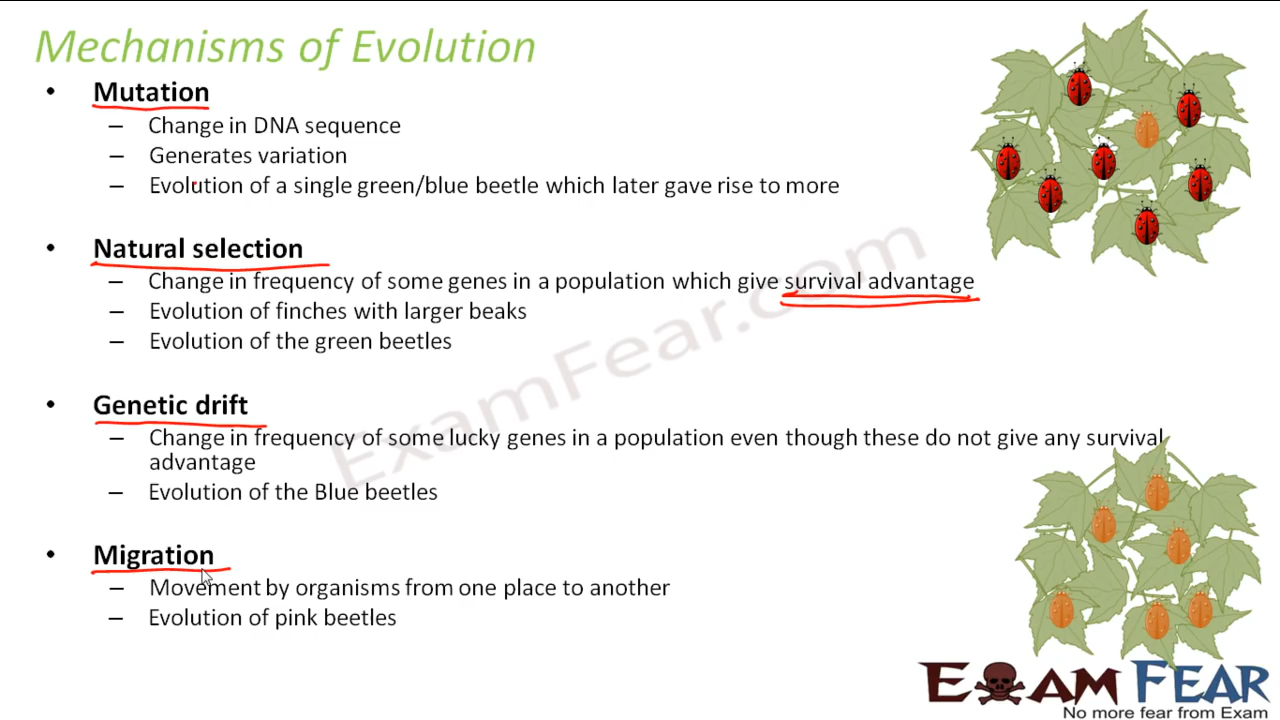 Mechanisms of Evolution
• Mutation
– Change in DNA sequence
– Generates variation
– Evolution of a single green/blue beetle which later gave rise to more
• Natural selection
– Change in frequency of some genes in a population which give survival advantage
– Evolution of finches with larger beaks
– Evolution of the green beetles
• Genetic drift
– Change in frequency of some lucky genes in a population even though these do not give any survival
advantage
– Evolution of the Blue beetles
• Migration
– Movement by organisms from one place to another
– Evolution of pink beetles
ExamFear.com
EXAM FEAR
No more fear from Exam